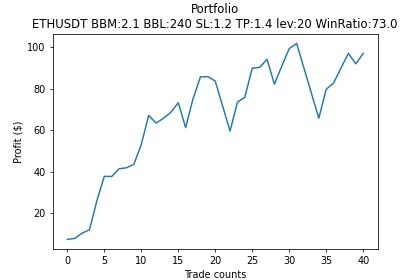 Portfolio
ETHUSDT BBM:2.1 BBL:240 SL:1.2 TP:1.4 lev:20 WinRatio:73.0
100
80
60
40
20
Profit ($)
0 5 10 15 20 25 30 35 40
Trade counts